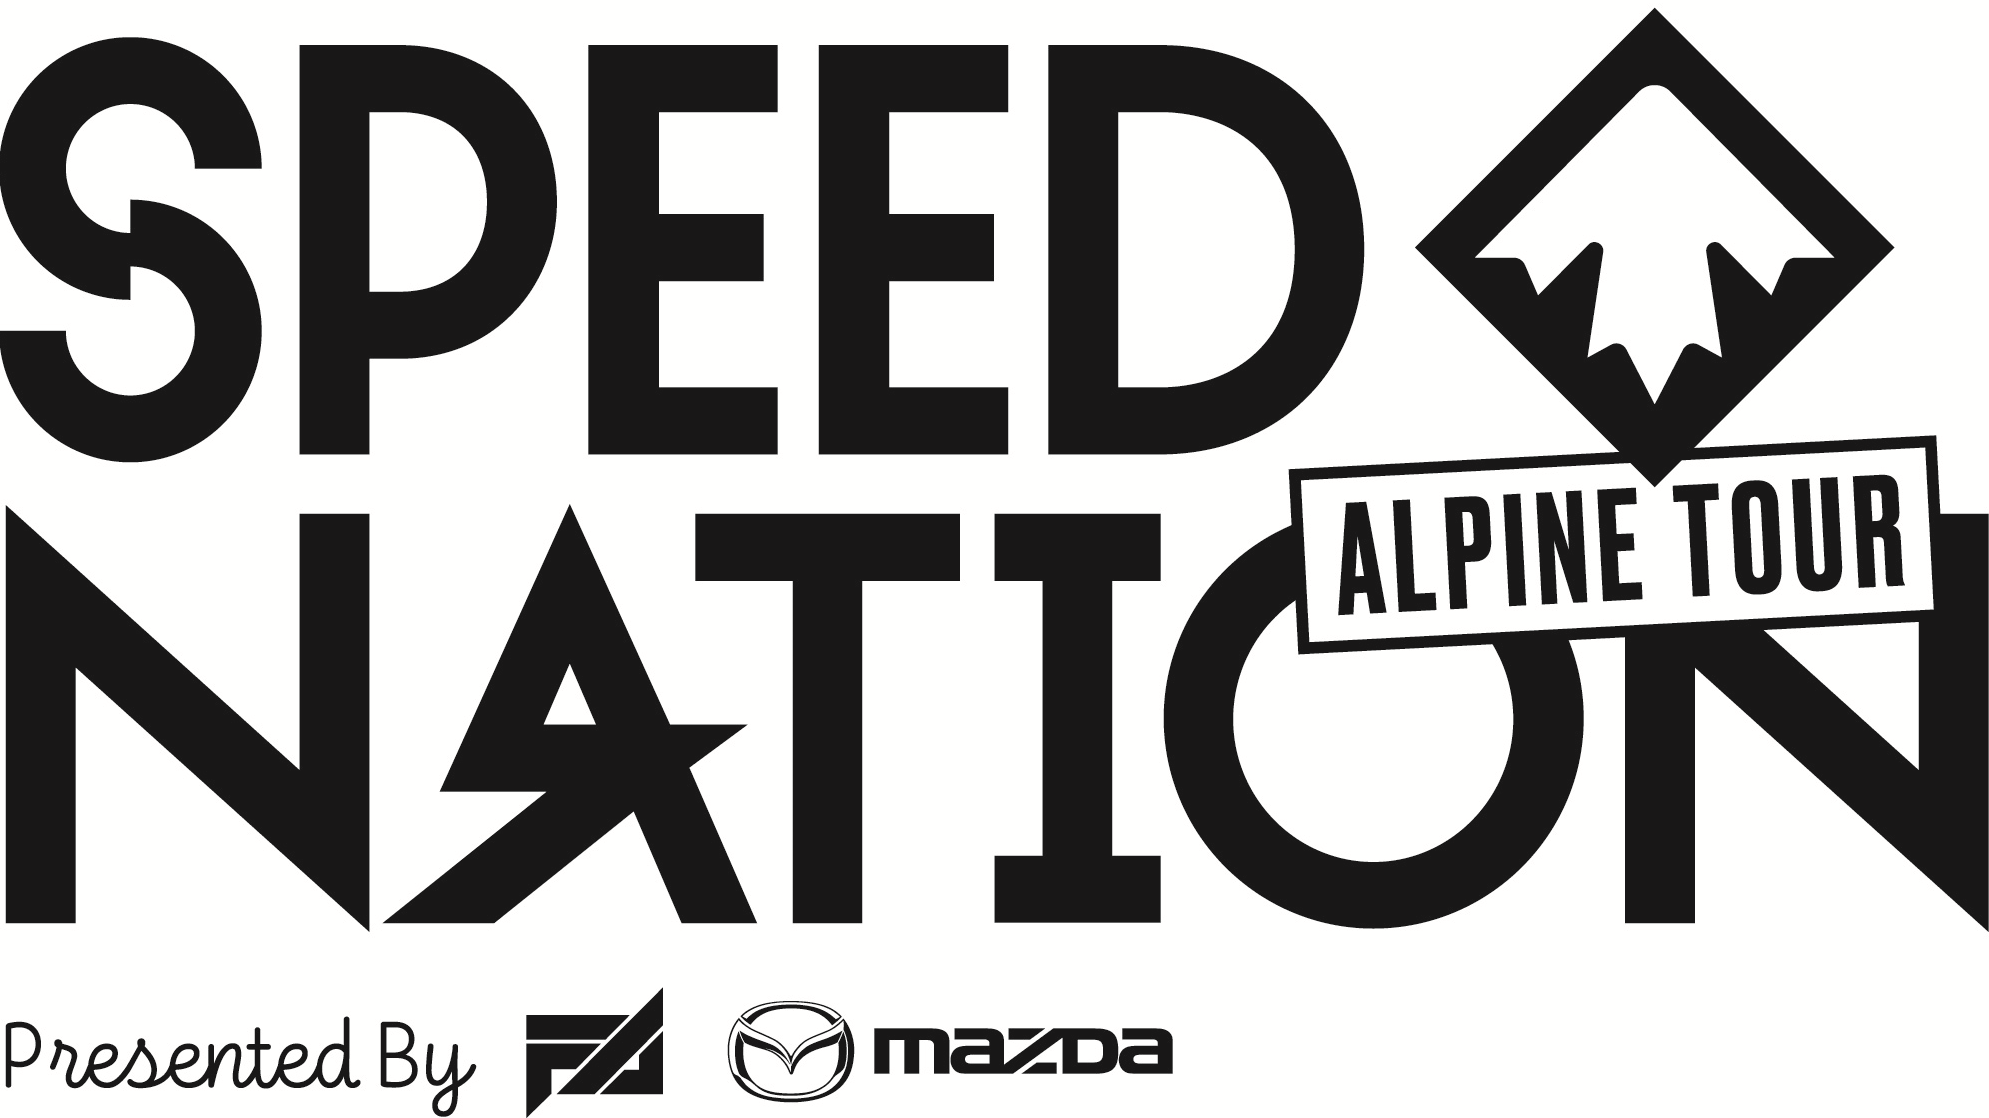 SPEED
ALPINE TOUR
NATION
Presented By mazda